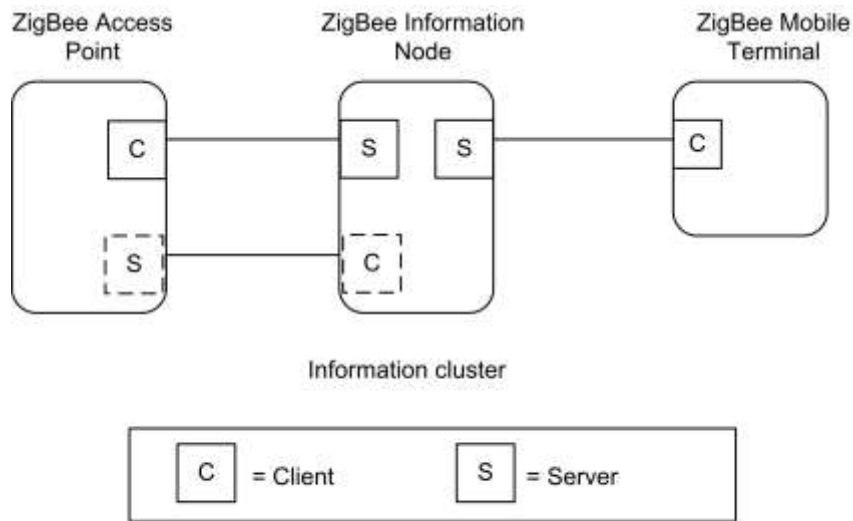 ZigBee Access
Point
ZigBee Information
Node
ZigBee Mobile
Terminal
C
S
S
C
S
C
Information cluster
C = Client
S = Server